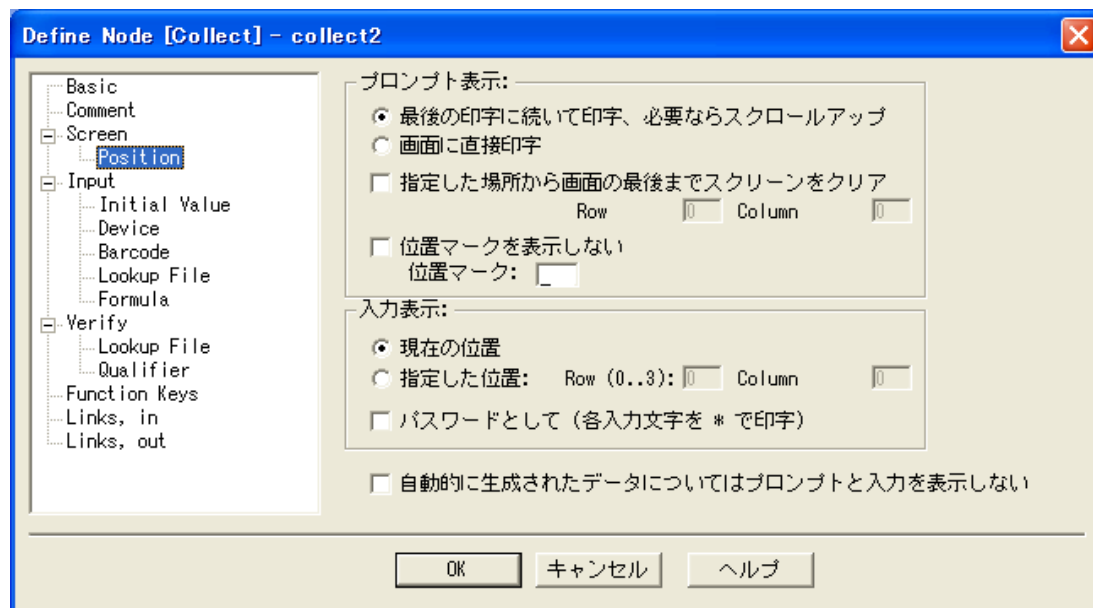 Define Node [Collect] - collect2
Basic
Comment
Screen
Position
Input
Initial Value
Device
Barcode
Lookup File
Formula
Verify
Lookup File
Qualifier
Function Keys
Links, in
Links, out
プロンプト表示:
最後の印字に続いて印字、必要ならスクロールアップ
画面に直接印字
指定した場所から画面の最後までスクリーンをクリア
Row 0 Column 0
位置マークを表示しない
位置マーク: _
入力表示:
現在の位置
指定した位置: Row (0..3): 0 Column 0
パスワードとして (各入力文字を * で印字)
自動的に生成されたデータについてはプロンプトと入力を表示しない
OK キャンセル ヘルプ